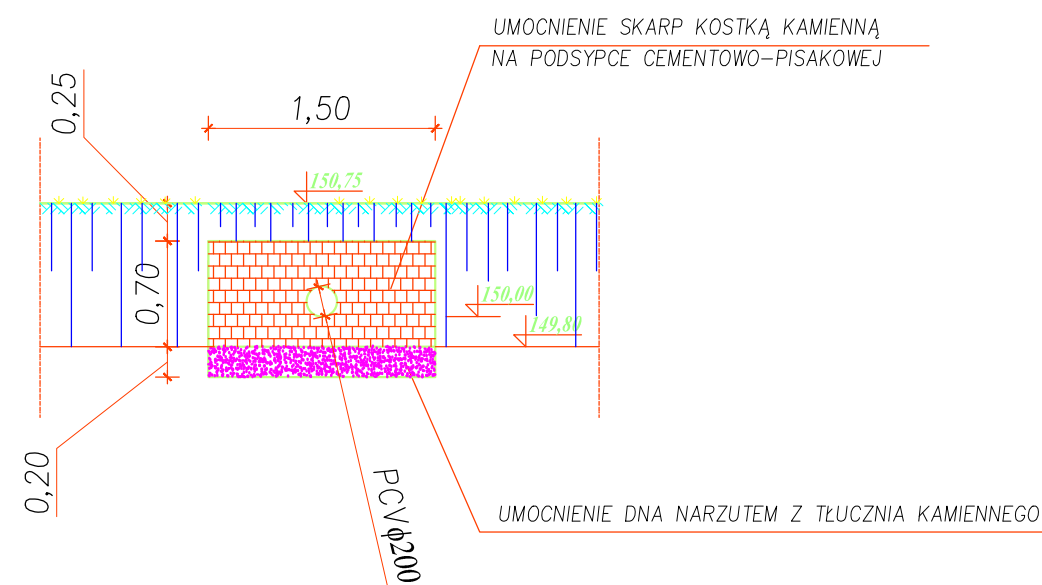 UMOCNIENIE SKARP KOSTKĄ KAMIENNĄ
NA PODSYPCE CEMENTOWO-PISAKOWEJ
0,25
1,50
150,75
0,70
150,00
149,80
0,20
PCVϕ200
UMOCNIENIE DNA NARZUTEM Z TŁUCZNIA KAMIENNEGO